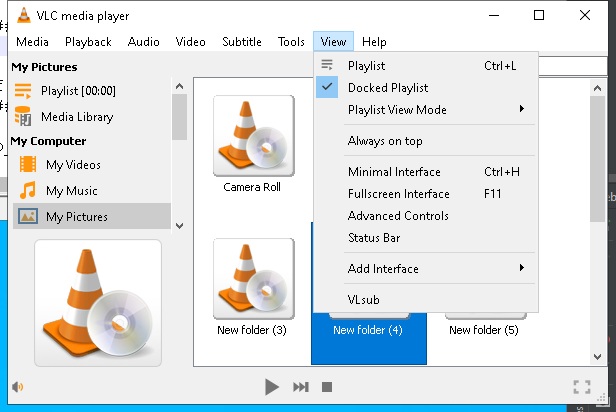 VLC media player
Media Playback Audio Video Subtitle Tools View Help
My Pictures
Playlist [00:00]
Media Library
My Computer
My Videos
My Music
My Pictures
Camera Roll
New folder (3)
New folder (4)
New folder (5)
Playlist Ctrl+L
Docked Playlist
Playlist View Mode
Always on top
Minimal Interface Ctrl+H
Fullscreen Interface F11
Advanced Controls
Status Bar
Add Interface
VLsub